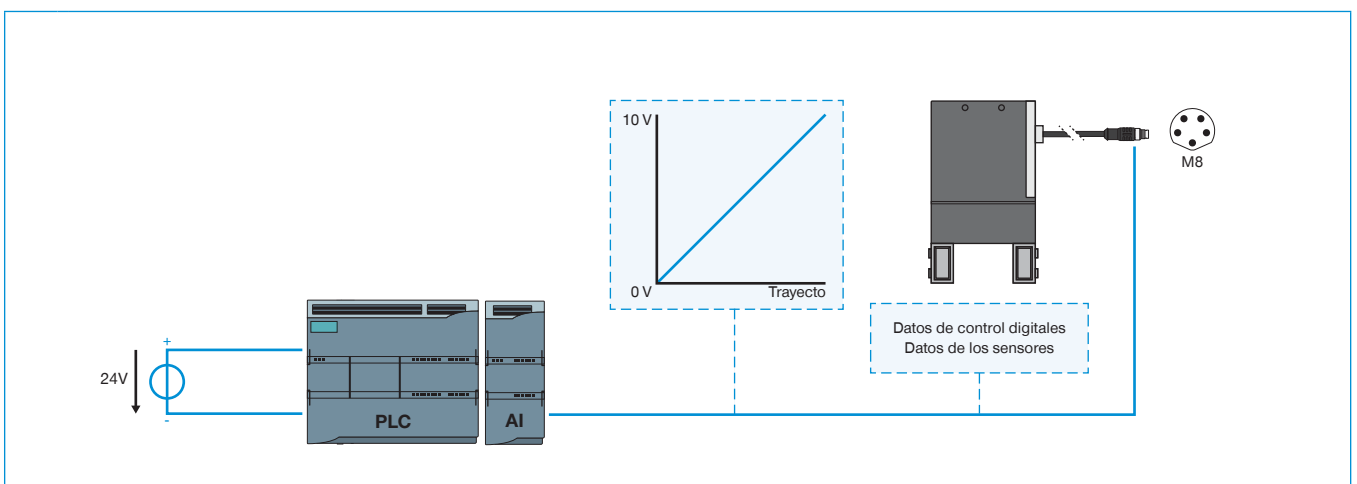 10 V
0 V
Trayecto
M8
Datos de control digitales
Datos de los sensores
+
24V
-
PLC
AI